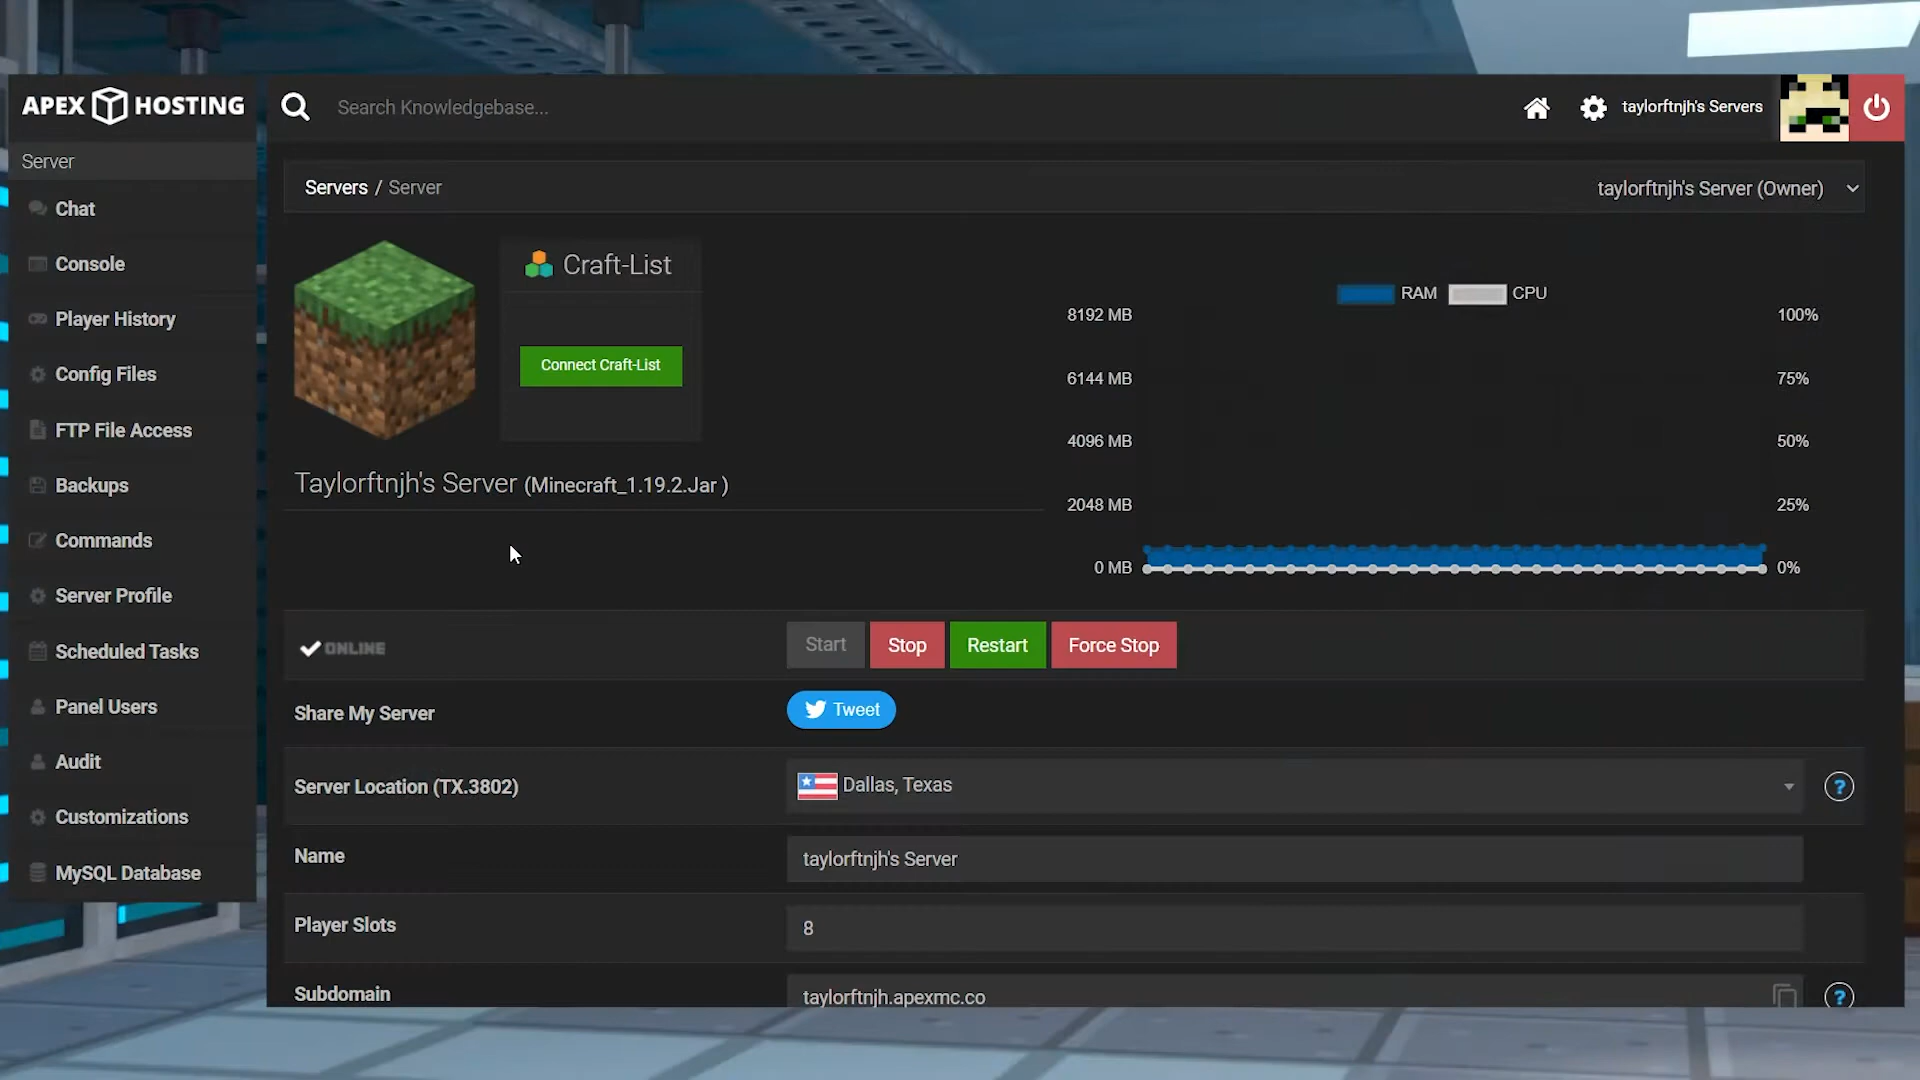 APEX HOSTING
Search Knowledgebase...
taylorftnjh's Servers
Server
Chat
Console
Player History
Config Files
FTP File Access
Backups
Commands
Server Profile
Scheduled Tasks
Panel Users
Audit
Customizations
MySQL Database
Servers / Server
taylorftnjh's Server (Owner)
Craft-List
Connect Craft-List
Taylorftnjh's Server (Minecraft_1.19.2.Jar )
RAM CPU
8192 MB 100%
6144 MB 75%
4096 MB 50%
2048 MB 25%
0 MB 0%
ONLINE
Start Stop Restart Force Stop
Share My Server
Tweet
Server Location (TX.3802)
Dallas, Texas
?
Name
taylorftnjh's Server
Player Slots
8
Subdomain
taylorftnjh.apexmc.co
?